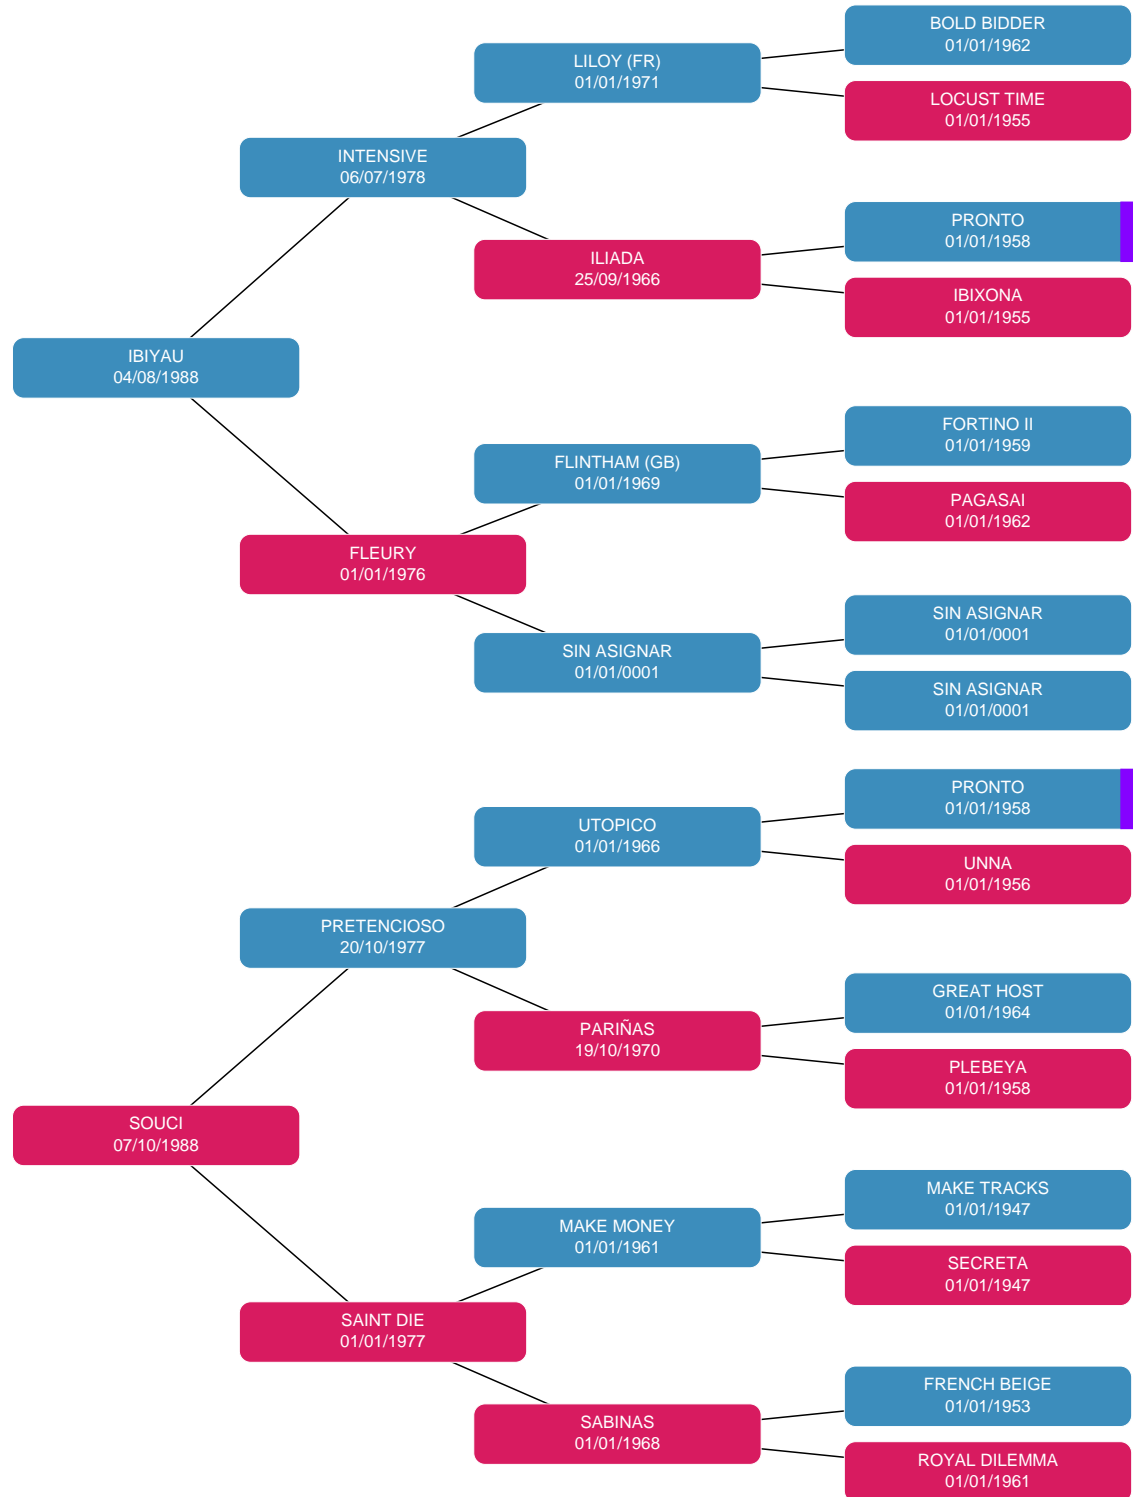 BOLD BIDDER
01/01/1962
LILOY (FR)
01/01/1971
LOCUST TIME
01/01/1955
INTENSIVE
06/07/1978
PRONTO
01/01/1958
ILIADA
25/09/1966
IBIXONA
01/01/1955
IBIYAU
04/08/1988
FORTINO II
01/01/1959
FLINTHAM (GB)
01/01/1969
PAGASAI
01/01/1962
FLEURY
01/01/1976
SIN ASIGNAR
01/01/0001
SIN ASIGNAR
01/01/0001
SIN ASIGNAR
01/01/0001
PRONTO
01/01/1958
UTOPICO
01/01/1966
UNNA
01/01/1956
PRETENCIOSO
20/10/1977
GREAT HOST
01/01/1964
PARIÑAS
19/10/1970
PLEBEYA
01/01/1958
SOUCI
07/10/1988
MAKE TRACKS
01/01/1947
MAKE MONEY
01/01/1961
SECRETA
01/01/1947
SAINT DIE
01/01/1977
FRENCH BEIGE
01/01/1953
SABINAS
01/01/1968
ROYAL DILEMMA
01/01/1961